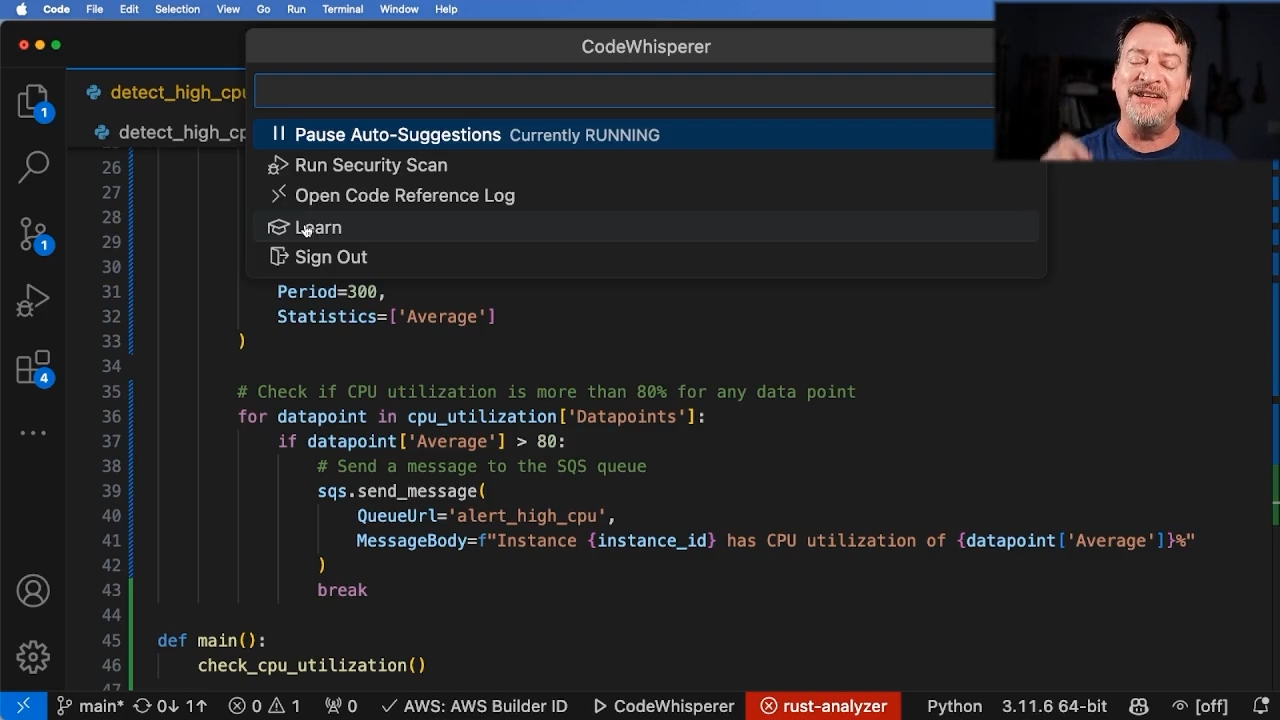 Code File Edit Selection View Go Run Terminal Window Help
CodeWhisperer
detect_high_cpu
detect_high_cp
Pause Auto-Suggestions Currently RUNNING
Run Security Scan
Open Code Reference Log
Learn
Sign Out
1
1
4
26
27
28
29
30
31 Period=300,
32 Statistics=['Average']
33 )
34
35 # Check if CPU utilization is more than 80% for any data point
36 for datapoint in cpu_utilization['Datapoints']:
37 if datapoint['Average'] > 80:
38 # Send a message to the SQS queue
39 sqs.send_message(
40 QueueUrl='alert_high_cpu',
41 MessageBody=f"Instance {instance_id} has CPU utilization of {datapoint['Average']}%"
42 )
43 break
44
45 def main():
46 check_cpu_utilization()
47
main* 0↓ 1↑ 0 1 0 AWS: AWS Builder ID CodeWhisperer rust-analyzer Python 3.11.6 64-bit [off]